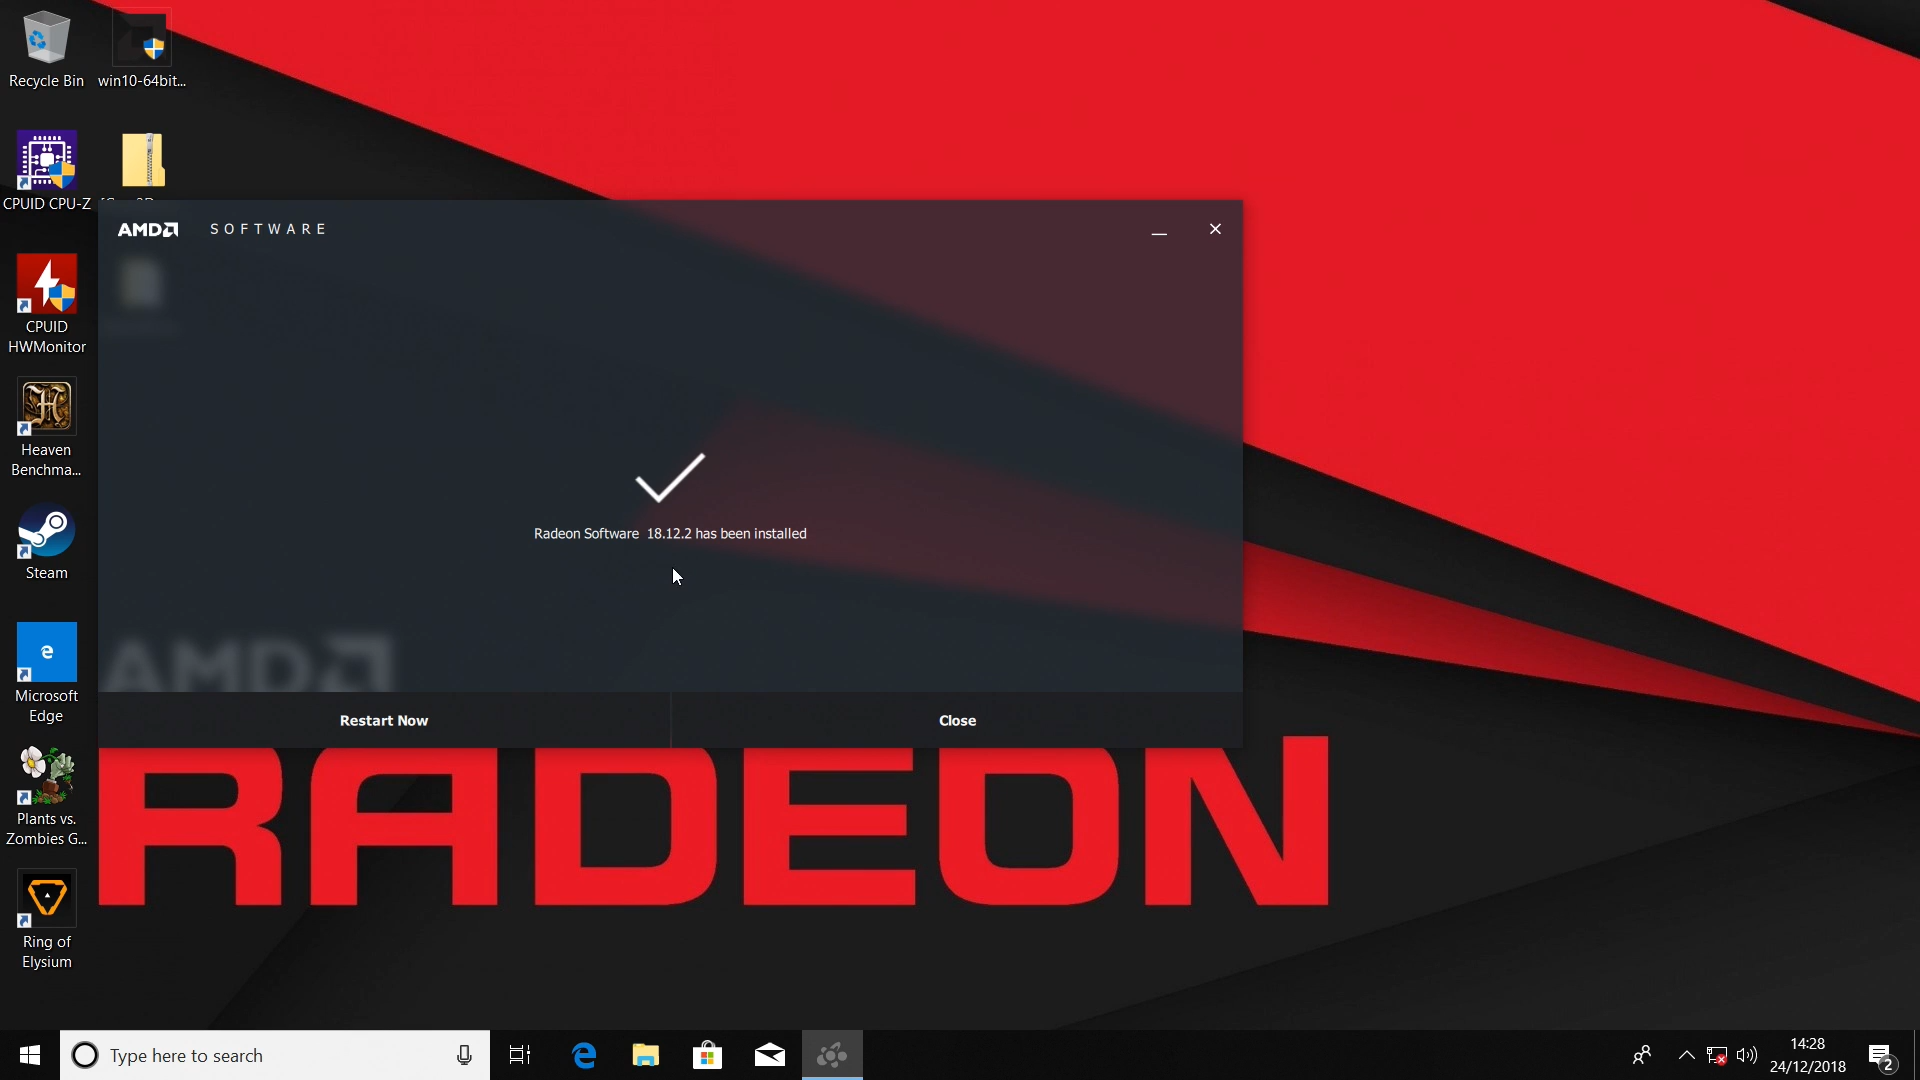 Recycle Bin
win10-64bit...
CPUID CPU-Z
CPUID
HWMonitor
Heaven
Benchma...
Steam
Microsoft
Edge
Plants vs.
Zombies G...
Ring of
Elysium
AMD
SOFTWARE
Radeon Software 18.12.2 has been installed
Restart Now
Close
AMD
RADEON
Type here to search
14:28
24/12/2018
2